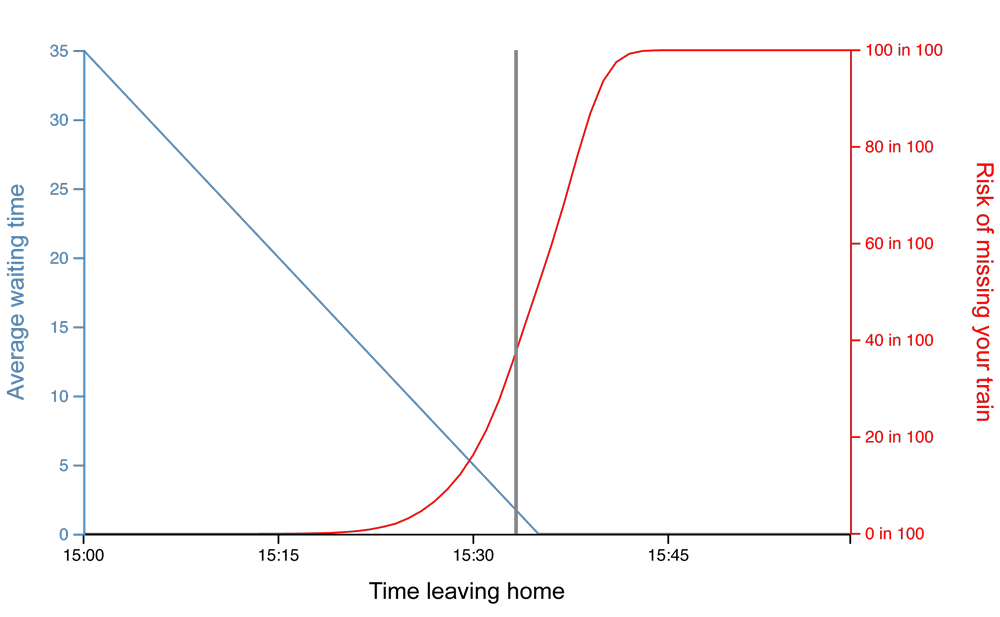 35
30
25
20
15
10
5
0
Average waiting time
100 in 100
80 in 100
60 in 100
40 in 100
20 in 100
0 in 100
Risk of missing your train
15:00
15:15
15:30
15:45
Time leaving home